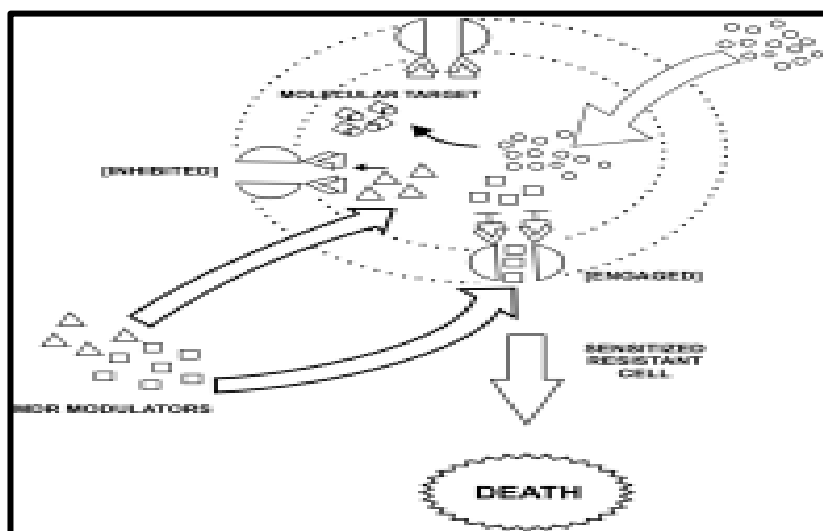 MOLECULAR TARGET
[INHIBITED]
[ENGAGED]
SENSITIZED
RESISTANT
CELL
MDR MODULATORS
DEATH